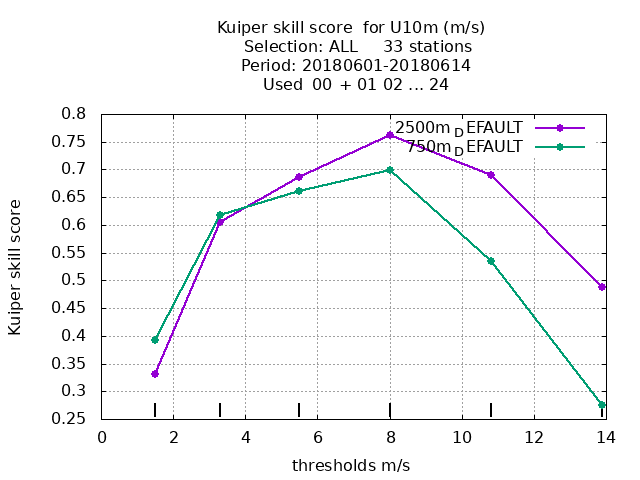 Kuiper skill score  for U10m (m/s)
Selection: ALL     33 stations
Period: 20180601-20180614
Used  00 + 01 02 ... 24
2500m_DEFAULT
750m_DEFAULT
Kuiper skill score
0.8
0.75
0.7
0.65
0.6
0.55
0.5
0.45
0.4
0.35
0.3
0.25
0 2 4 6 8 10 12 14
thresholds m/s